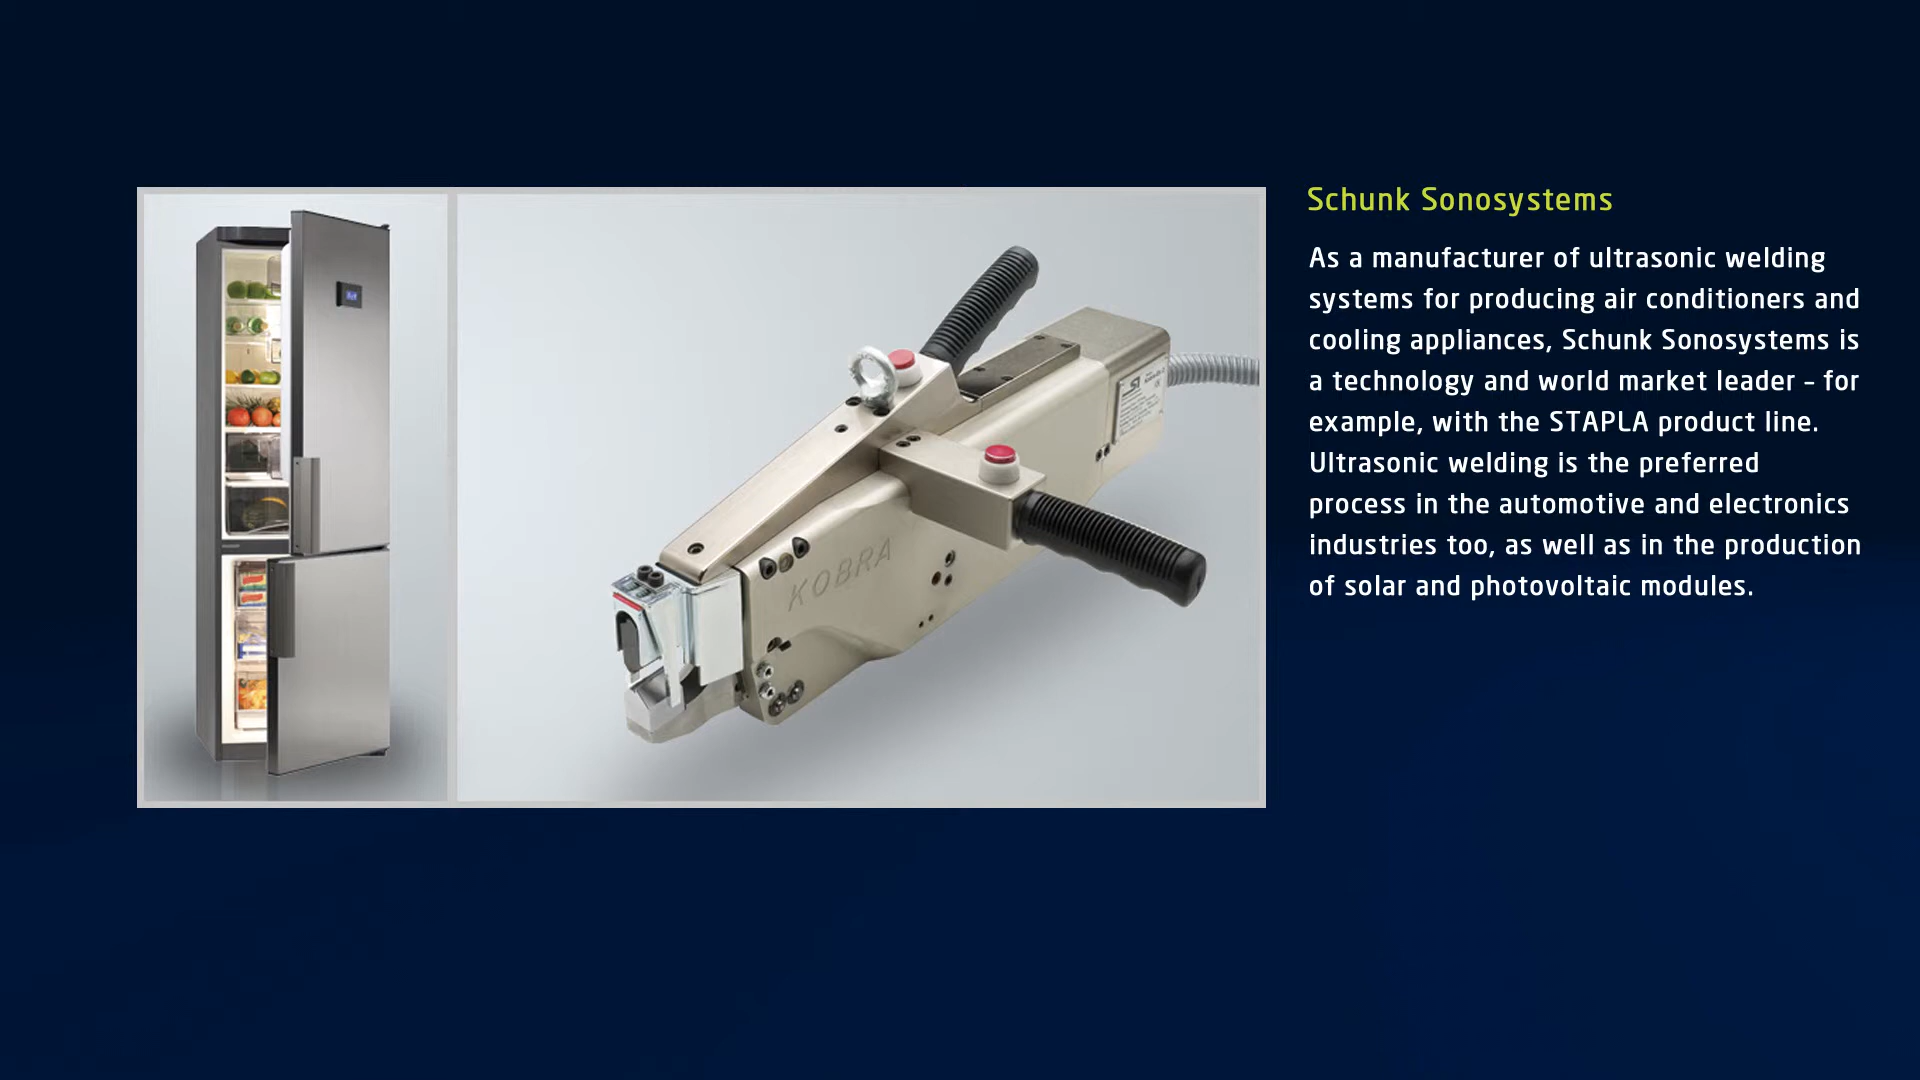 Schunk Sonosystems
As a manufacturer of ultrasonic welding
systems for producing air conditioners and
cooling appliances, Schunk Sonosystems is
a technology and world market leader – for
example, with the STAPLA product line.
Ultrasonic welding is the preferred
process in the automotive and electronics
industries too, as well as in the production
of solar and photovoltaic modules.
KOBRA